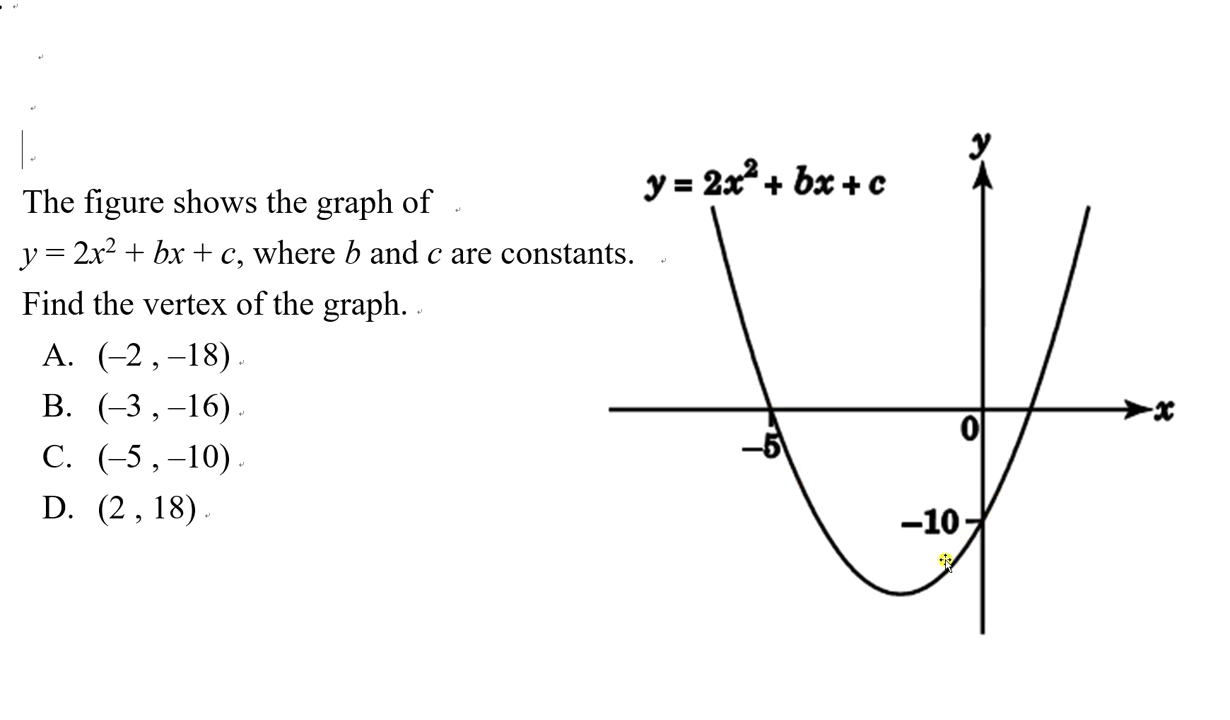 The figure shows the graph of
y = 2x² + bx + c, where b and c are constants.
Find the vertex of the graph.
A. (–2 , –18)
B. (–3 , –16)
C. (–5 , –10)
D. (2 , 18)
y
y = 2x² + bx + c
x
0
–5
–10